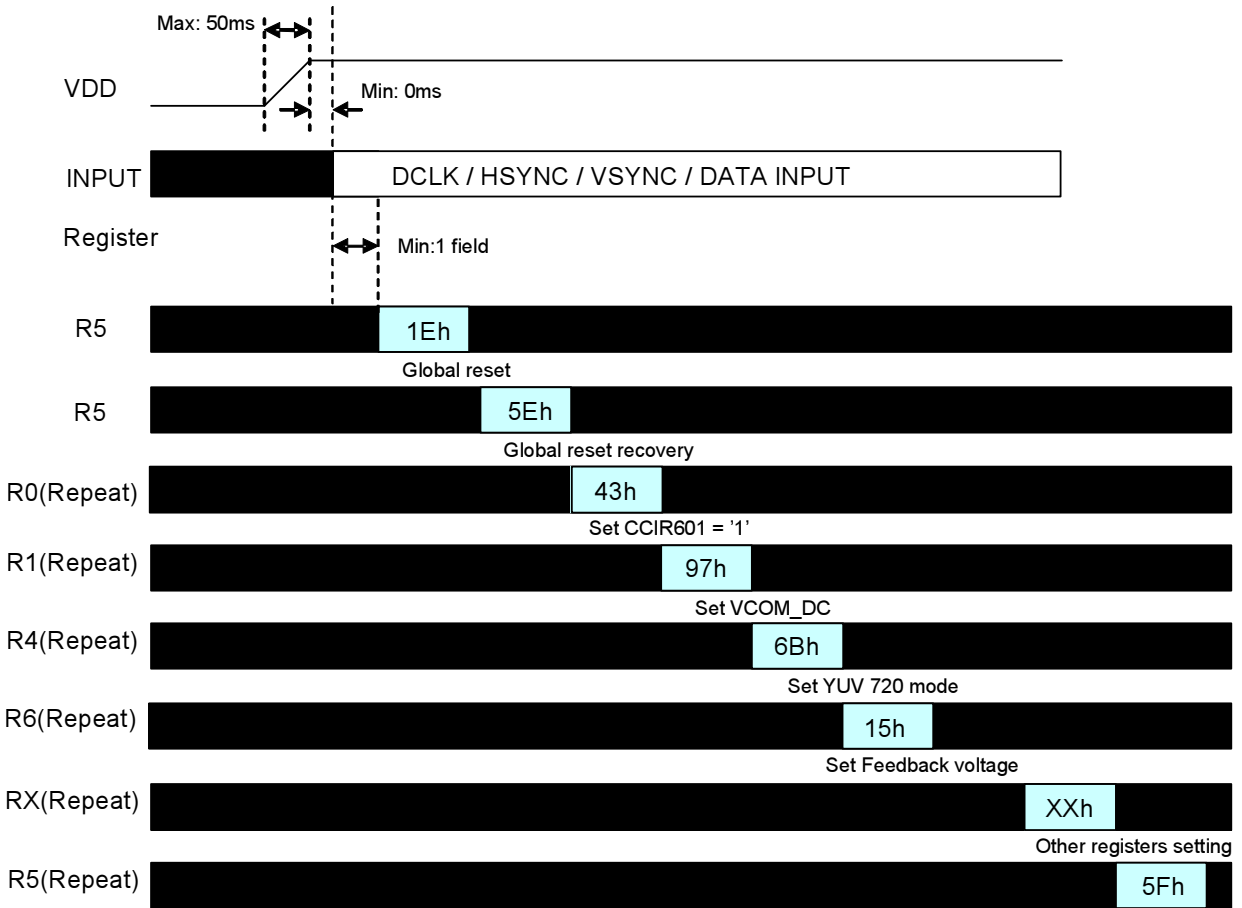 Max: 50ms
VDD
Min: 0ms
INPUT
DCLK / HSYNC / VSYNC / DATA INPUT
Register
Min:1 field
R5
1Eh
Global reset
R5
5Eh
Global reset recovery
R0(Repeat)
43h
Set CCIR601 = ’1’
R1(Repeat)
97h
Set VCOM_DC
R4(Repeat)
6Bh
Set YUV 720 mode
R6(Repeat)
15h
Set Feedback voltage
RX(Repeat)
XXh
Other registers setting
R5(Repeat)
5Fh